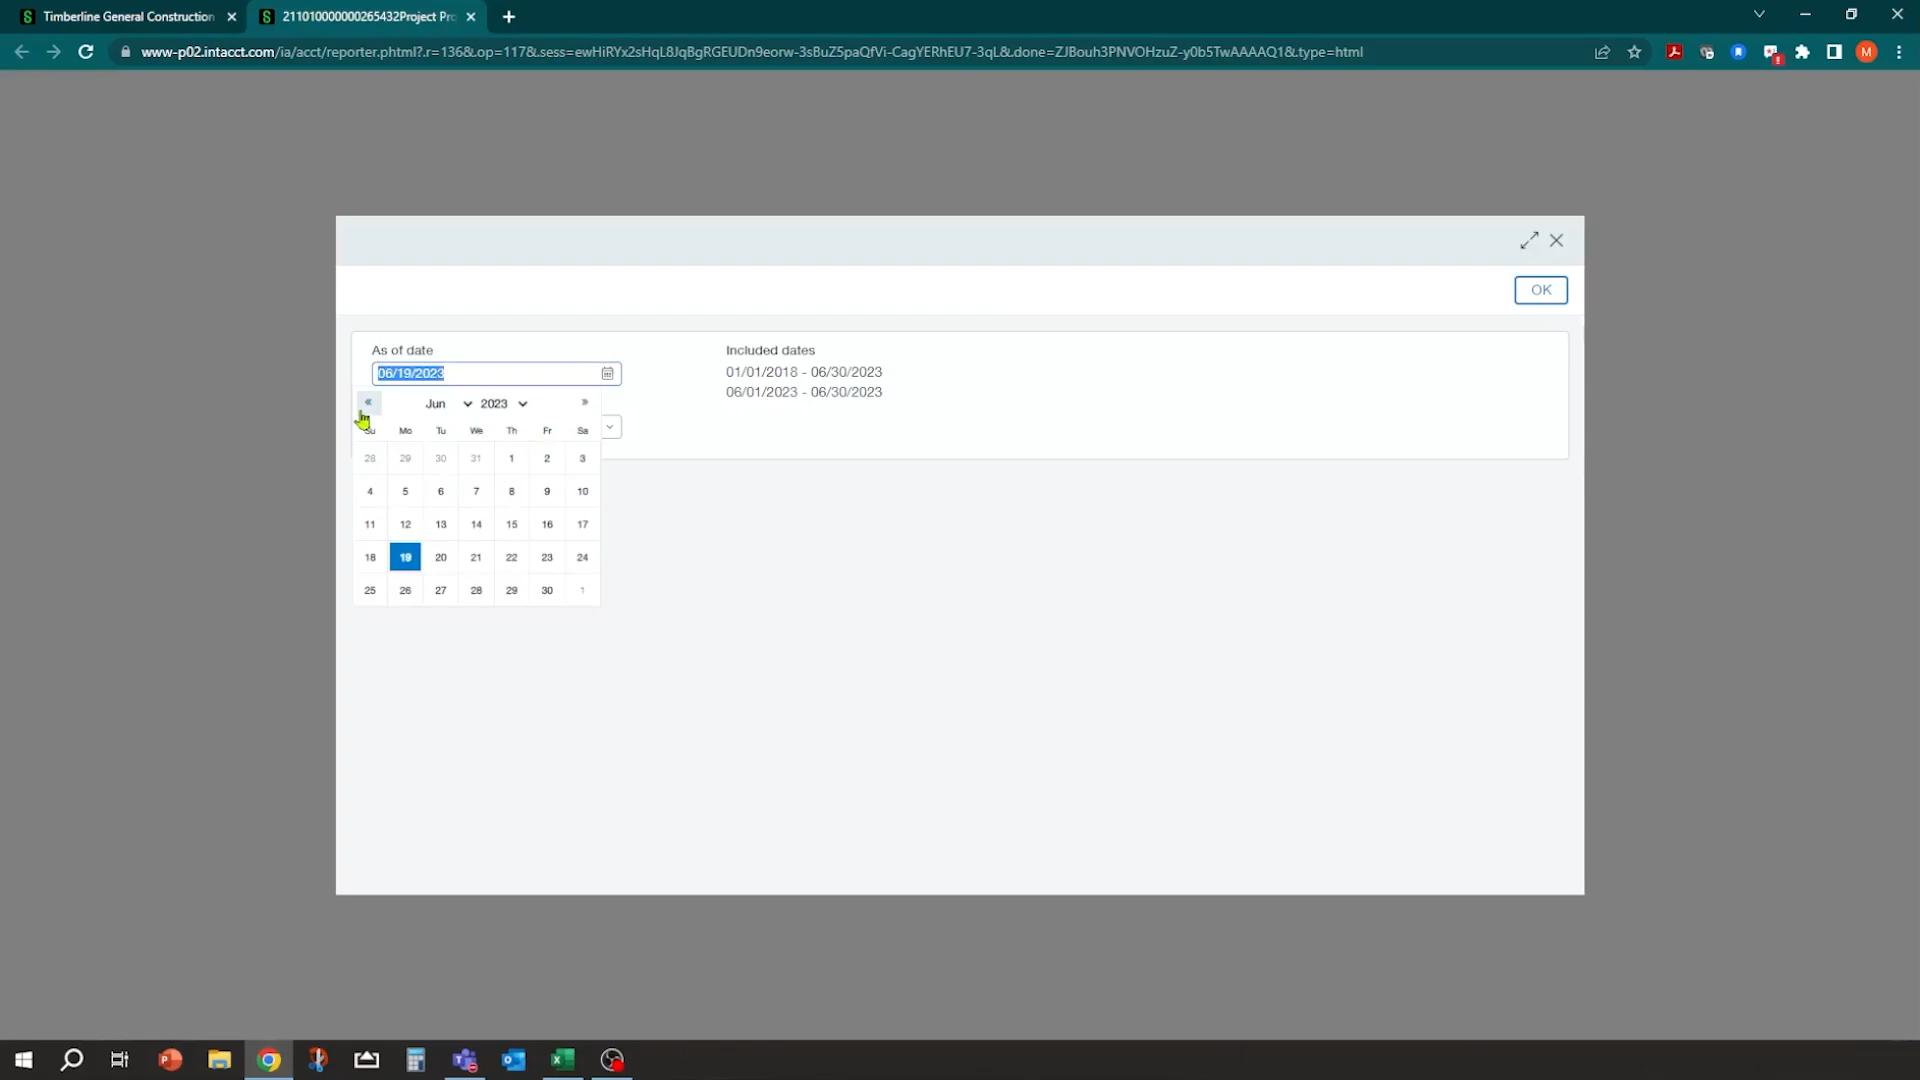 Timberline General Construction
211010000000265432Project Pr
www-p02.intacct.com/ia/acct/reporter.phtml?.r=136&.op=117&.sess=ewHiRYx2sHqL8JqBgRGEUDn9eorw-3sBuZ5paQfVi-CagYERhEU7-3qL&.done=ZJBouh3PNVOHzuZ-y0b5TwAAAAQ1&.type=html
M
OK
As of date
06/19/2023
Included dates
01/01/2018 - 06/30/2023
06/01/2023 - 06/30/2023
« Jun 2023 »
Su Mo Tu We Th Fr Sa
28 29 30 31 1 2 3
4 5 6 7 8 9 10
11 12 13 14 15 16 17
18 19 20 21 22 23 24
25 26 27 28 29 30 1